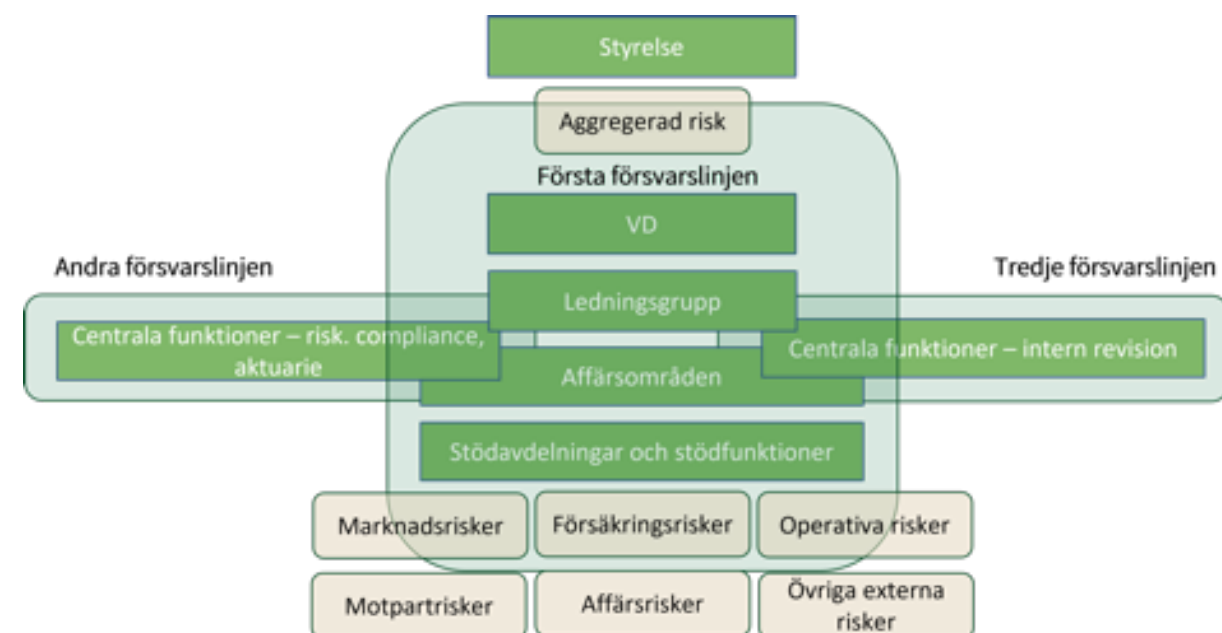 Styrelse
Aggregerad risk
Första försvarslinjen
VD
Andra försvarslinjen
Tredje försvarslinjen
Ledningsgrupp
Centrala funktioner – risk. compliance,
aktuarie
Centrala funktioner – intern revision
Affärsområden
Stödavdelningar och stödfunktioner
Marknadsrisker
Försäkringsrisker
Operativa risker
Motpartrisker
Affärsrisker
Övriga externa
risker